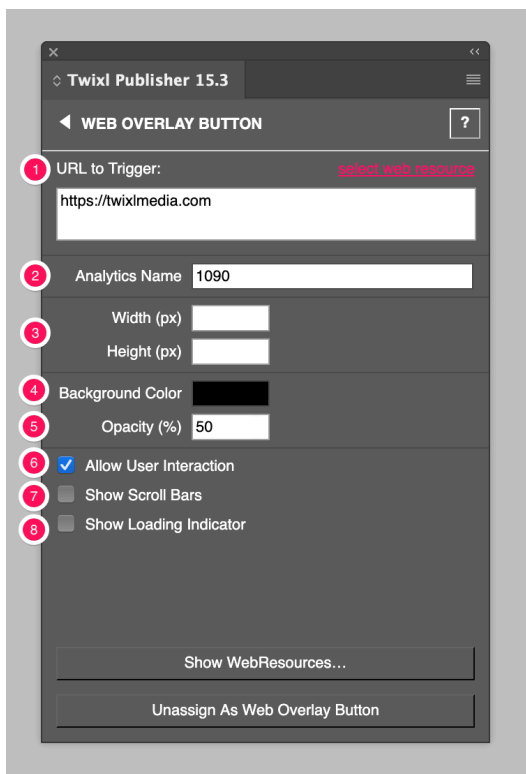 Twixl Publisher 15.3
WEB OVERLAY BUTTON
?
1 URL to Trigger: select web resource
https://twixlmedia.com
2 Analytics Name 1090
3 Width (px)
Height (px)
4 Background Color
5 Opacity (%) 50
6 Allow User Interaction
7 Show Scroll Bars
8 Show Loading Indicator
Show WebResources…
Unassign As Web Overlay Button